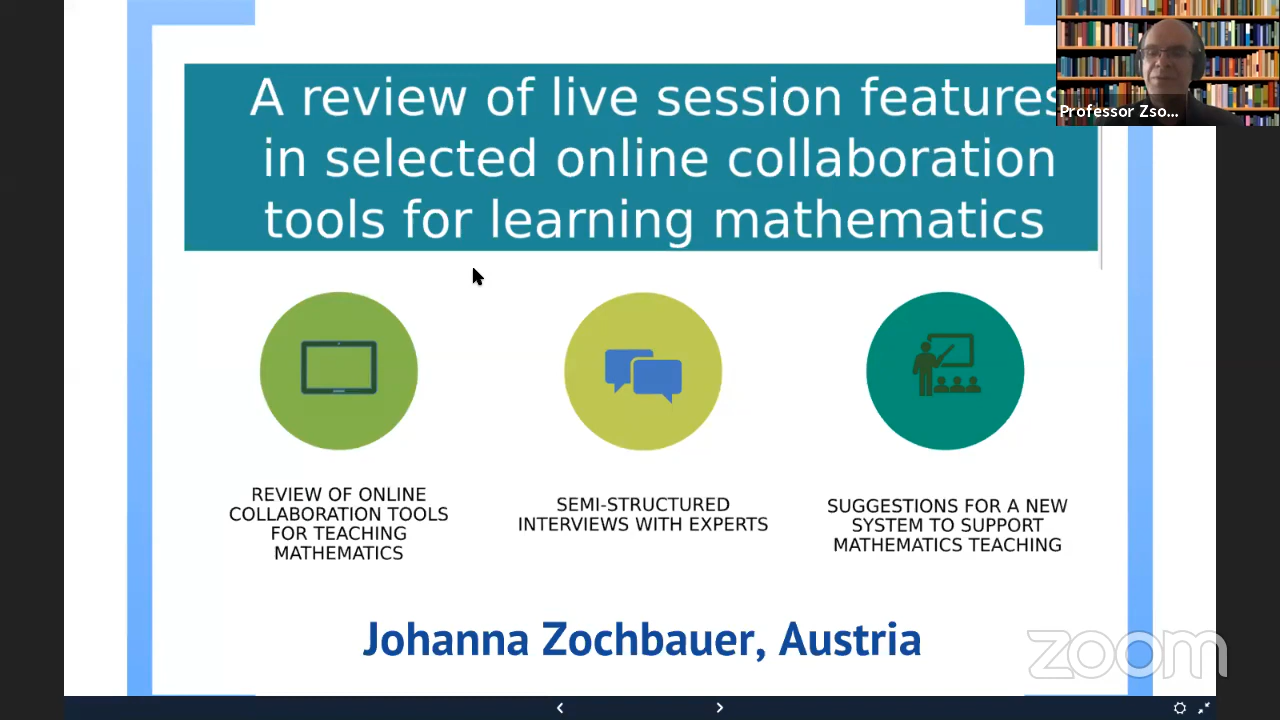 A review of live session features
in selected online collaboration
tools for learning mathematics
Professor Zso...
REVIEW OF ONLINE
COLLABORATION TOOLS
FOR TEACHING
MATHEMATICS
SEMI-STRUCTURED
INTERVIEWS WITH EXPERTS
SUGGESTIONS FOR A NEW
SYSTEM TO SUPPORT
MATHEMATICS TEACHING
Johanna Zochbauer, Austria
zoom